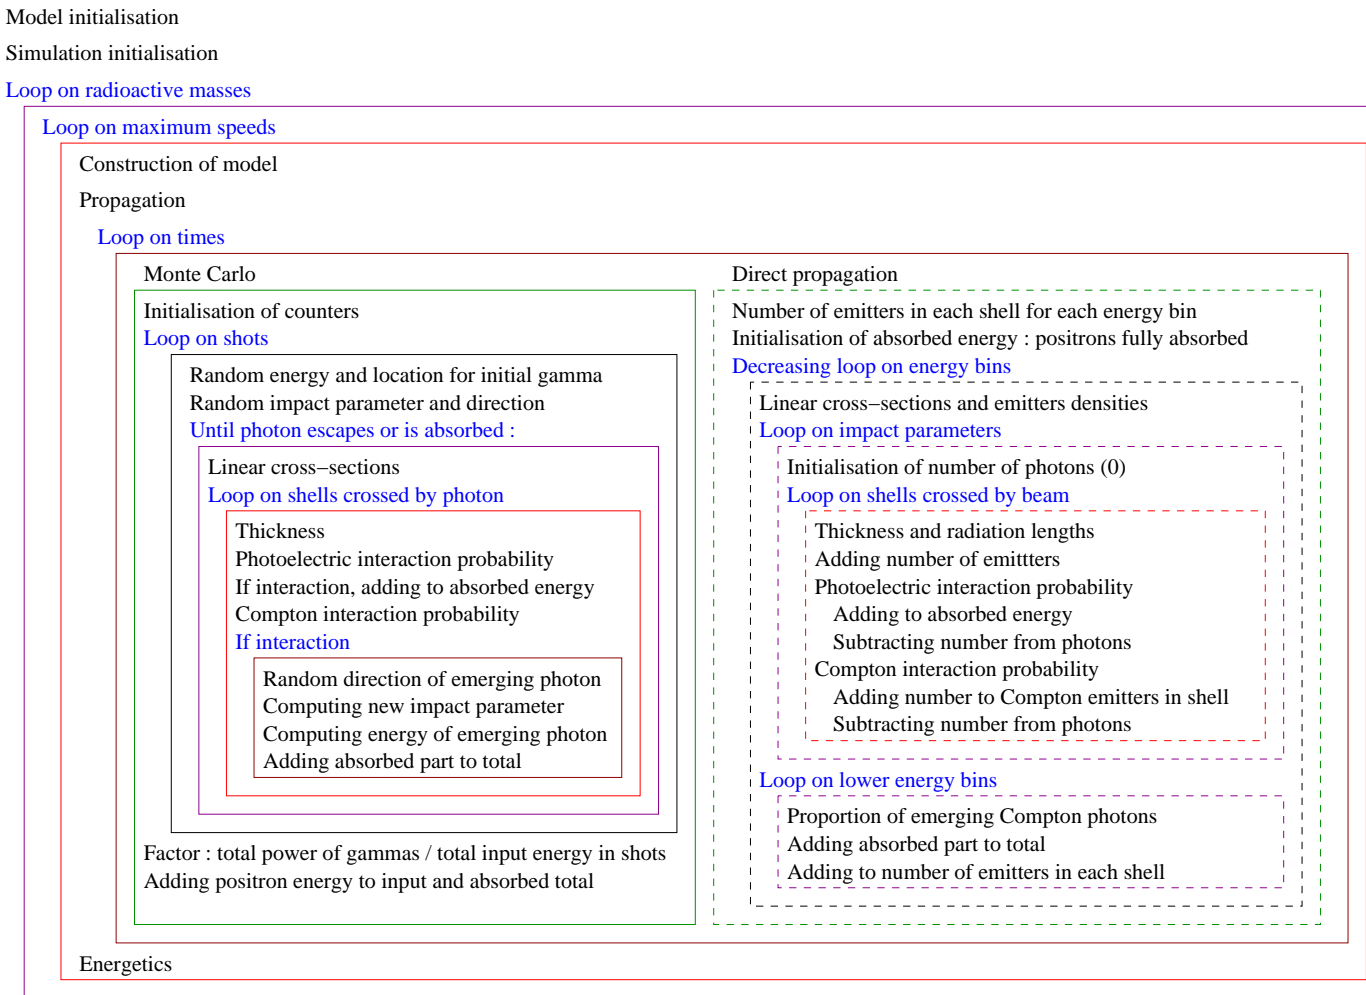 Model initialisation
Simulation initialisation
Loop on radioactive masses
Loop on maximum speeds
Construction of model
Propagation
Loop on times
Monte Carlo
Initialisation of counters
Loop on shots
Random energy and location for initial gamma
Random impact parameter and direction
Until photon escapes or is absorbed :
Linear cross−sections
Loop on shells crossed by photon
Thickness
Photoelectric interaction probability
If interaction, adding to absorbed energy
Compton interaction probability
If interaction
Random direction of emerging photon
Computing new impact parameter
Computing energy of emerging photon
Adding absorbed part to total
Factor : total power of gammas / total input energy in shots
Adding positron energy to input and absorbed total
Direct propagation
Number of emitters in each shell for each energy bin
Initialisation of absorbed energy : positrons fully absorbed
Decreasing loop on energy bins
Linear cross−sections and emitters densities
Loop on impact parameters
Initialisation of number of photons (0)
Loop on shells crossed by beam
Thickness and radiation lengths
Adding number of emittters
Photoelectric interaction probability
Adding to absorbed energy
Subtracting number from photons
Compton interaction probability
Adding number to Compton emitters in shell
Subtracting number from photons
Loop on lower energy bins
Proportion of emerging Compton photons
Adding absorbed part to total
Adding to number of emitters in each shell
Energetics